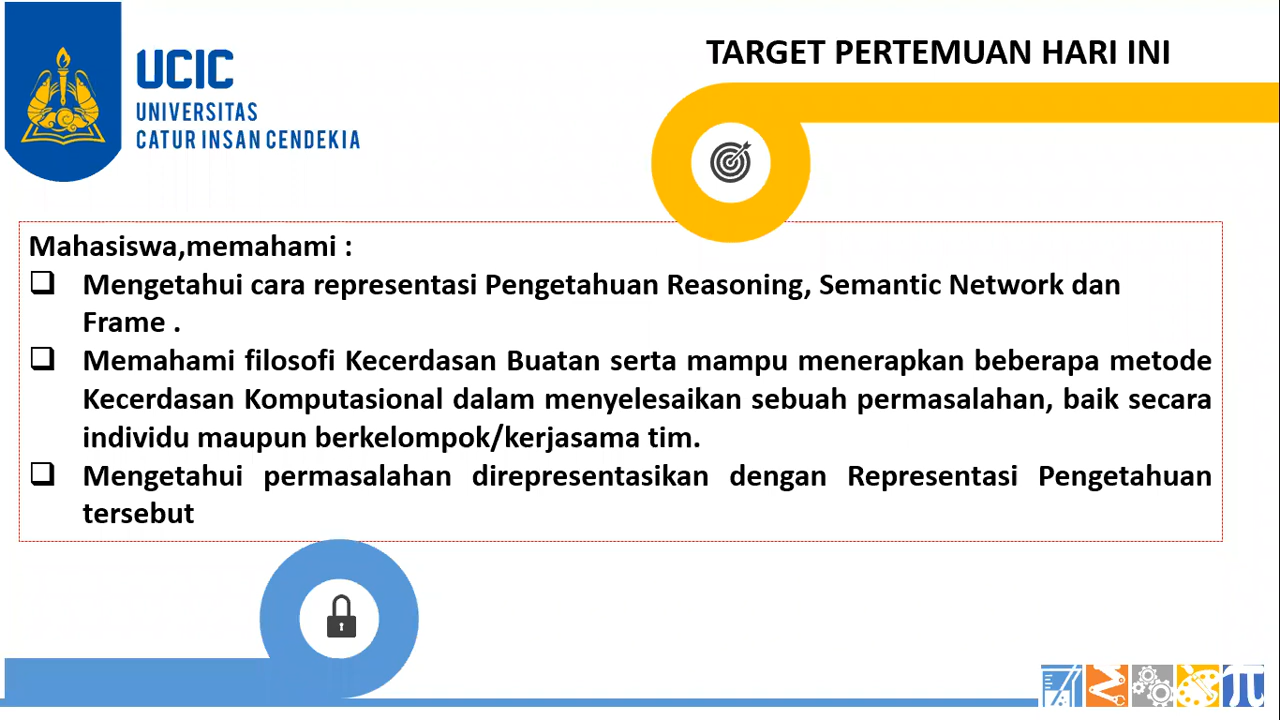 UCIC
UNIVERSITAS
CATUR INSAN CENDEKIA
TARGET PERTEMUAN HARI INI
Mahasiswa,memahami :
Mengetahui cara representasi Pengetahuan Reasoning, Semantic Network dan
Frame .
Memahami filosofi Kecerdasan Buatan serta mampu menerapkan beberapa metode
Kecerdasan Komputasional dalam menyelesaikan sebuah permasalahan, baik secara
individu maupun berkelompok/kerjasama tim.
Mengetahui permasalahan direpresentasikan dengan Representasi Pengetahuan
tersebut